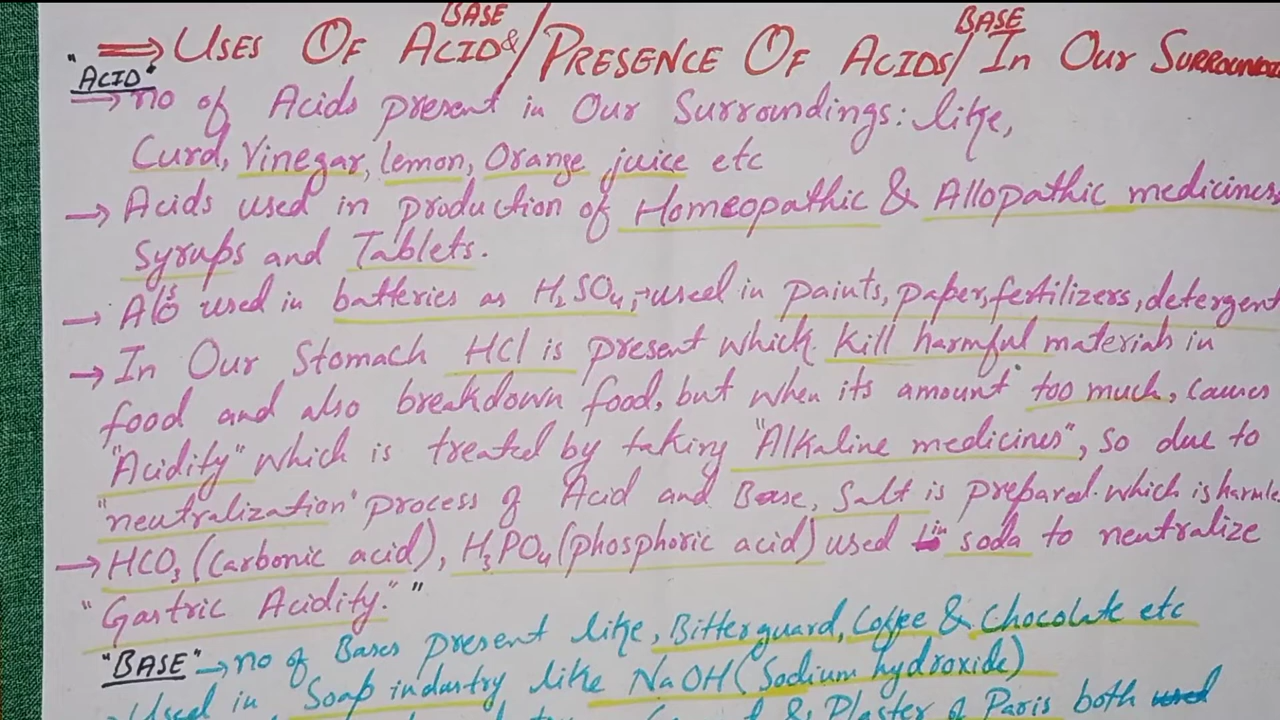 ⇒ USES OF ACID & BASE / PRESENCE OF ACIDS / BASE In OUR SURROUNDI
"ACID"
→ no of Acids present in Our Surroundings: like,
Curd, Vinegar, lemon, Orange juice etc
→ Acids used in production of Homeopathic & Allopathic medicines
Syrups and Tablets.
→ Also used in batteries as H₂SO₄, → used in paints, paper, fertilizers, detergent
→ In Our Stomach HCl is present which kill harmful materials in
food and also breakdown food, but when its amount too much, causes
"Acidity" which is treated by taking "Alkaline medicines", So due to
"neutralization" process of Acid and Base, Salt is prepared. which is harmle
→ HCO₃ (Carbonic acid), H₃PO₄ (phosphoric acid) used in soda to neutralize
"Gastric Acidity.""
"BASE" → no of Bases present like, Bitterguard, Coffee & Chocolate etc
Used in Soap industry like NaOH (Sodium hydroxide)
& Plaster of Paris both used